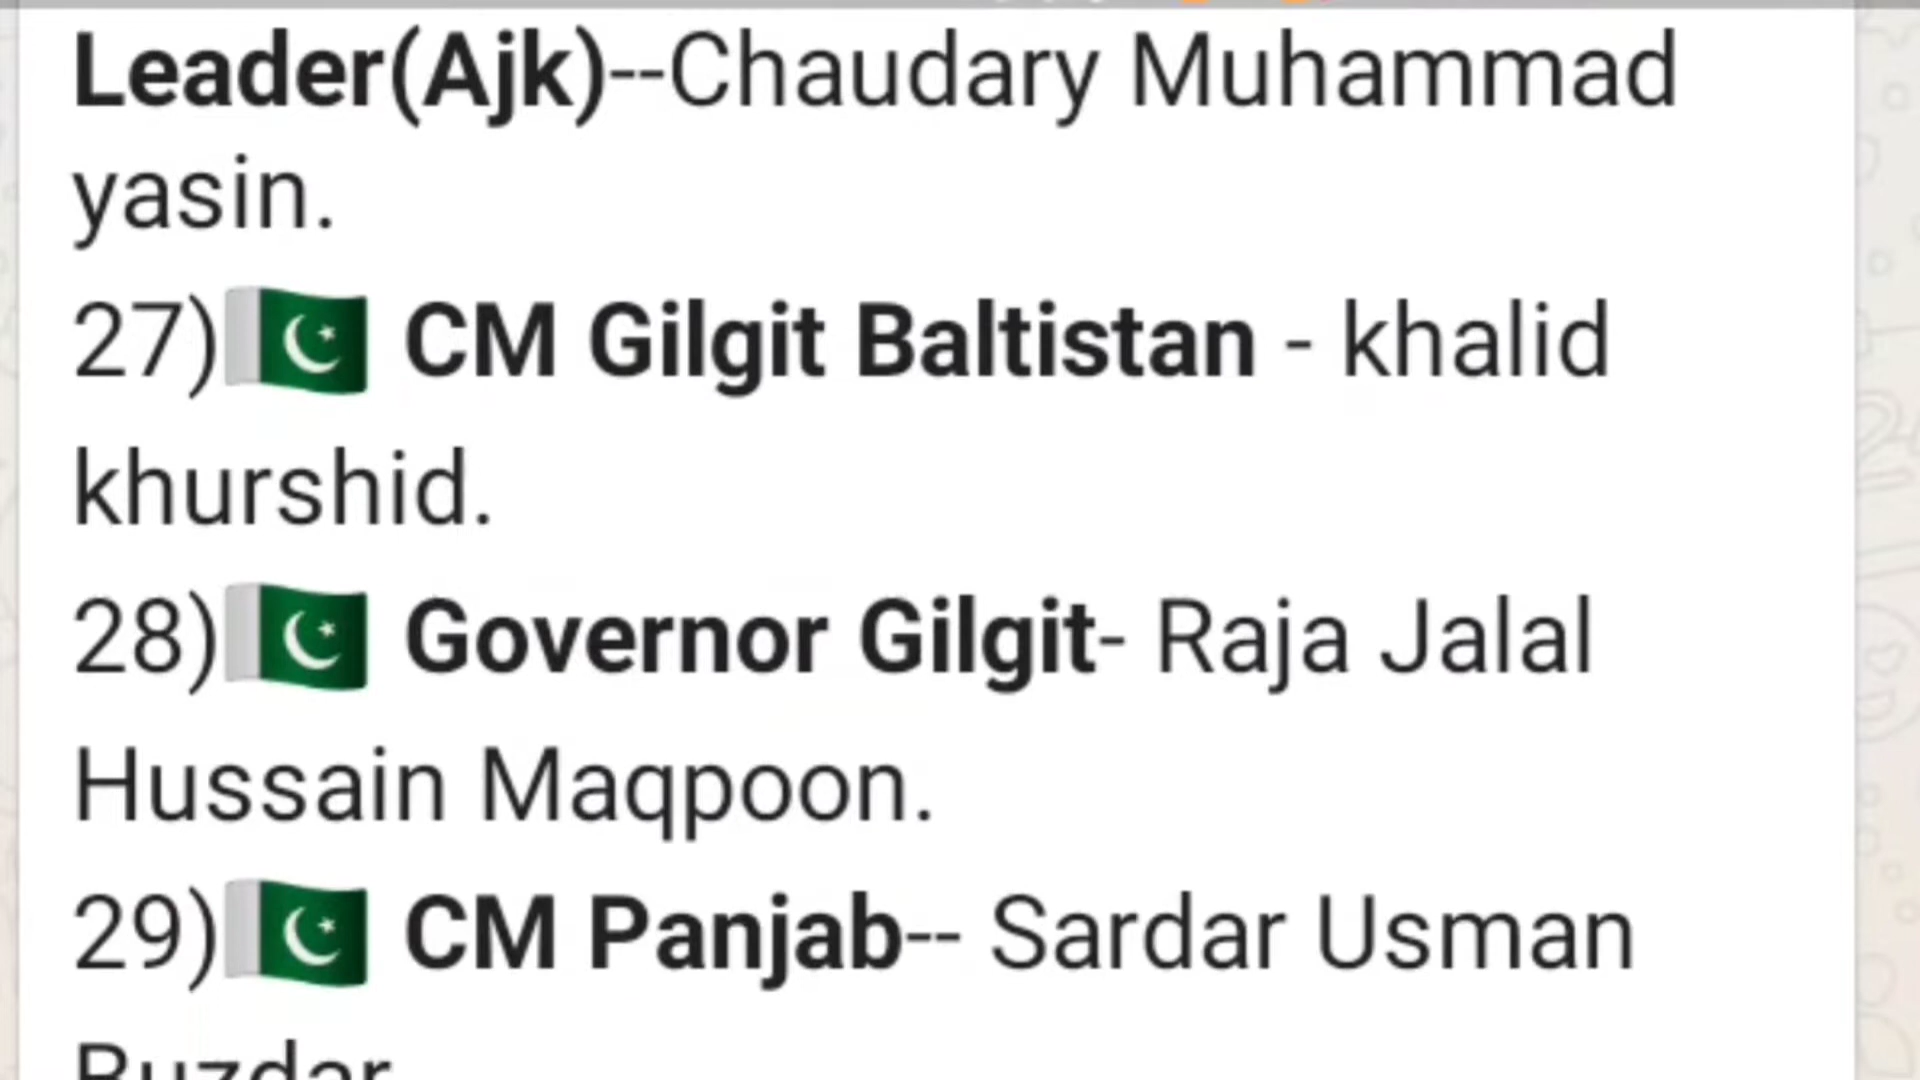 Leader(Ajk)--Chaudary Muhammad
yasin.
27)🇵🇰 CM Gilgit Baltistan - khalid
khurshid.
28)🇵🇰 Governor Gilgit- Raja Jalal
Hussain Maqpoon.
29)🇵🇰 CM Panjab-- Sardar Usman
Buzdar